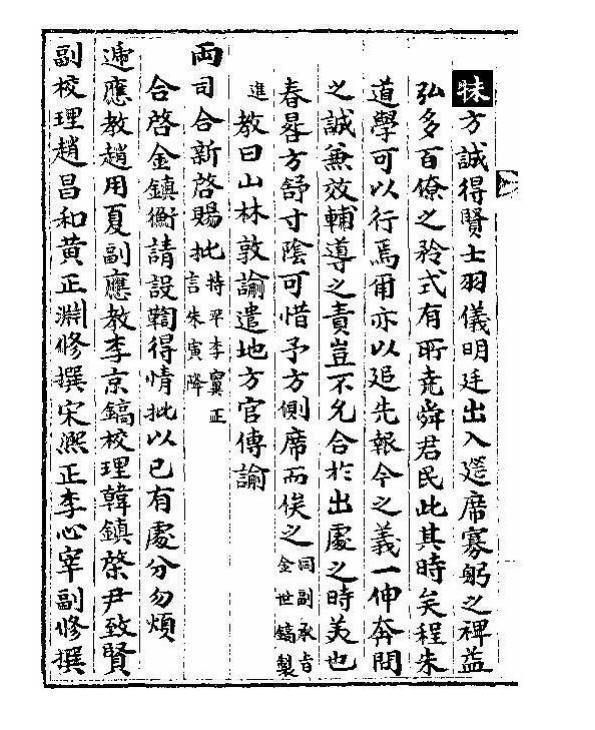 方誠得賢士羽儀明廷出入筵席寡躬之裨益
弘多百僚之矜式有所堯舜君民此其時矣程朱
道學可以行焉爾亦以追先報今之義一伸奔問
之誠兼效輔導之責豈不允合於出處之時美也
春晷方舒寸陰可惜予方側席而俟之同副承旨金世鎬製
進教曰山林敦諭遣地方官傳諭
兩司合新啓賜批持平李寅正言朱寅
合啓金鎮衡請設鞫得情批以已有處分勿煩
遞應教趙用夏副應教李京鎬校理韓鎮棨尹致賢
副校理趙昌和黃正淵修撰宋熙正李心宰副修撰